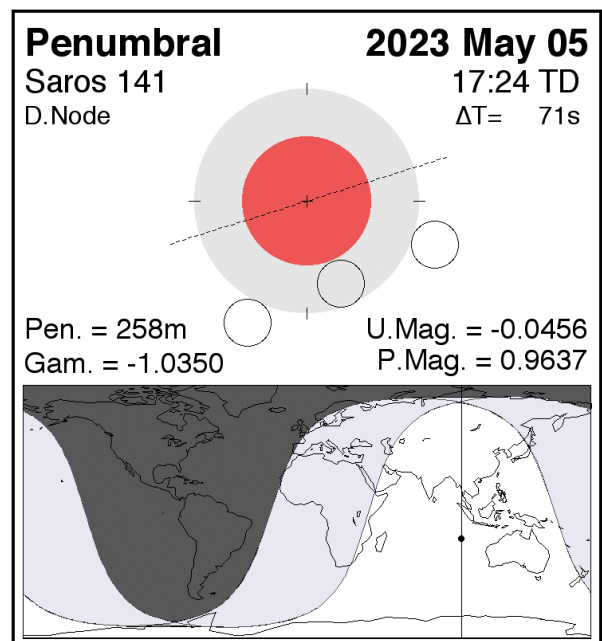 Penumbral 2023 May 05
Saros 141 17:24 TD
D.Node ΔT= 71s
Pen. = 258m U.Mag. = -0.0456
Gam. = -1.0350 P.Mag. = 0.9637